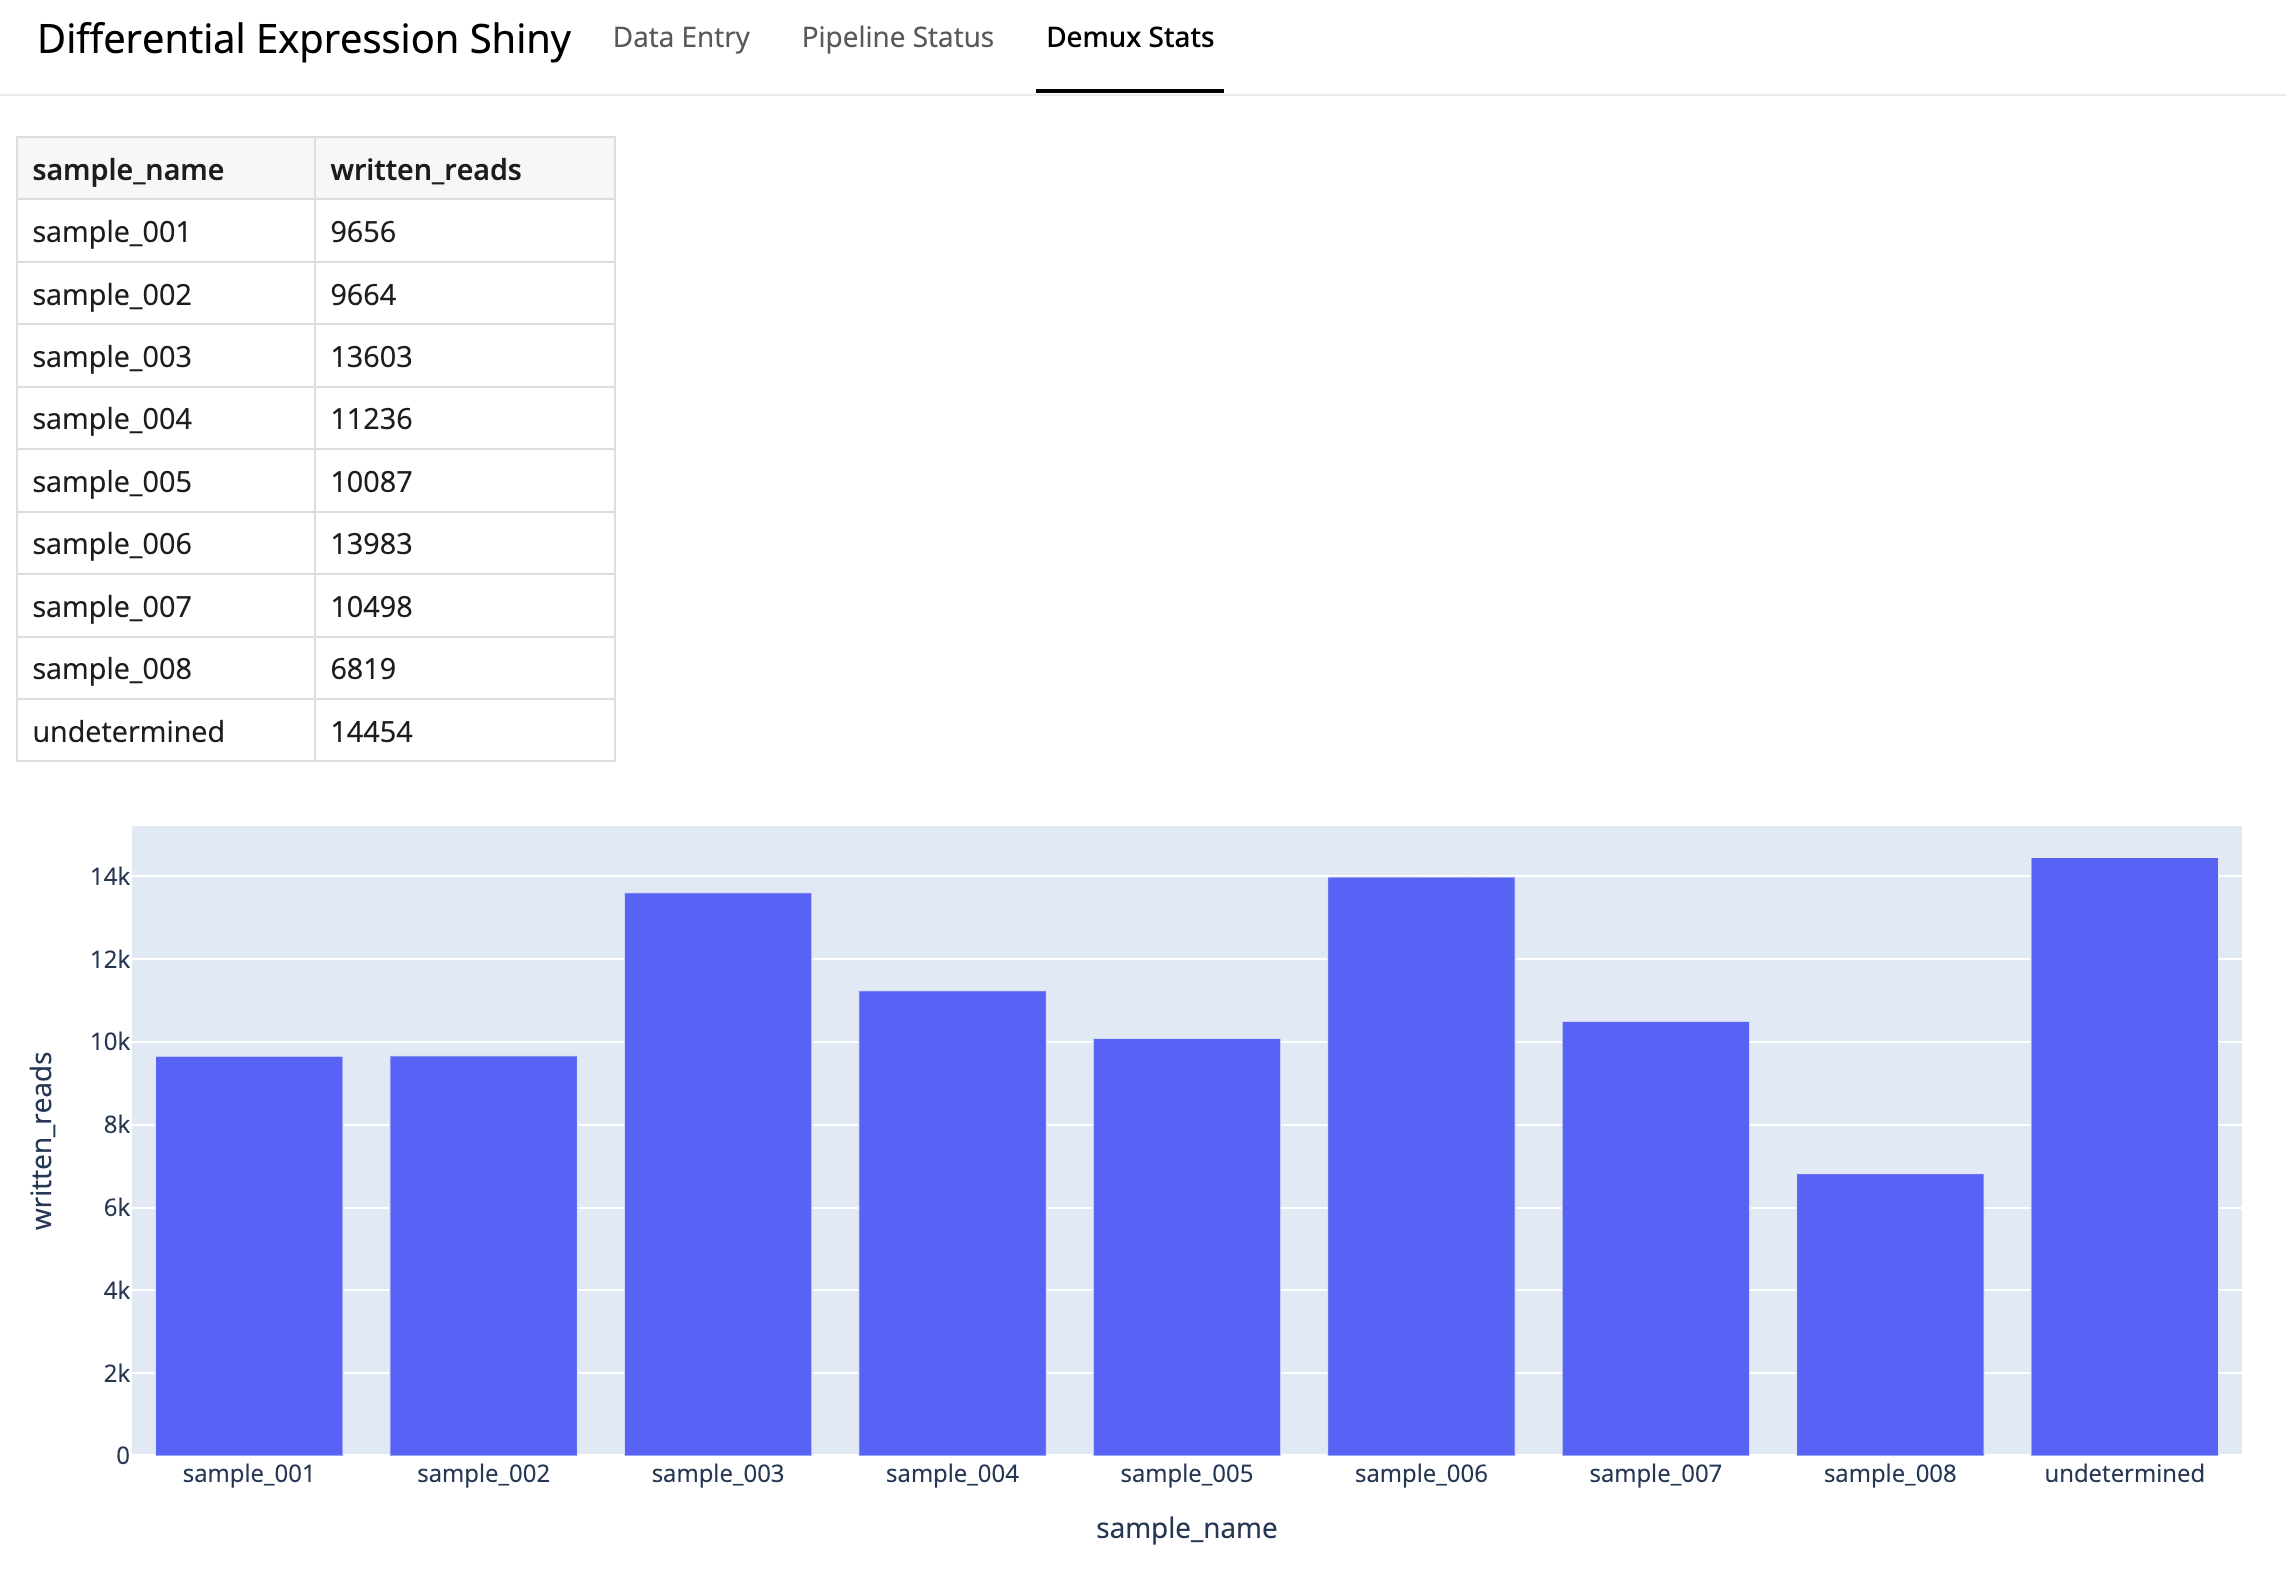 Differential Expression Shiny Data Entry Pipeline Status Demux Stats
sample_name written_reads
sample_001 9656
sample_002 9664
sample_003 13603
sample_004 11236
sample_005 10087
sample_006 13983
sample_007 10498
sample_008 6819
undetermined 14454
14k
12k
10k
8k
6k
4k
2k
0
written_reads
sample_001 sample_002 sample_003 sample_004 sample_005 sample_006 sample_007 sample_008 undetermined
sample_name